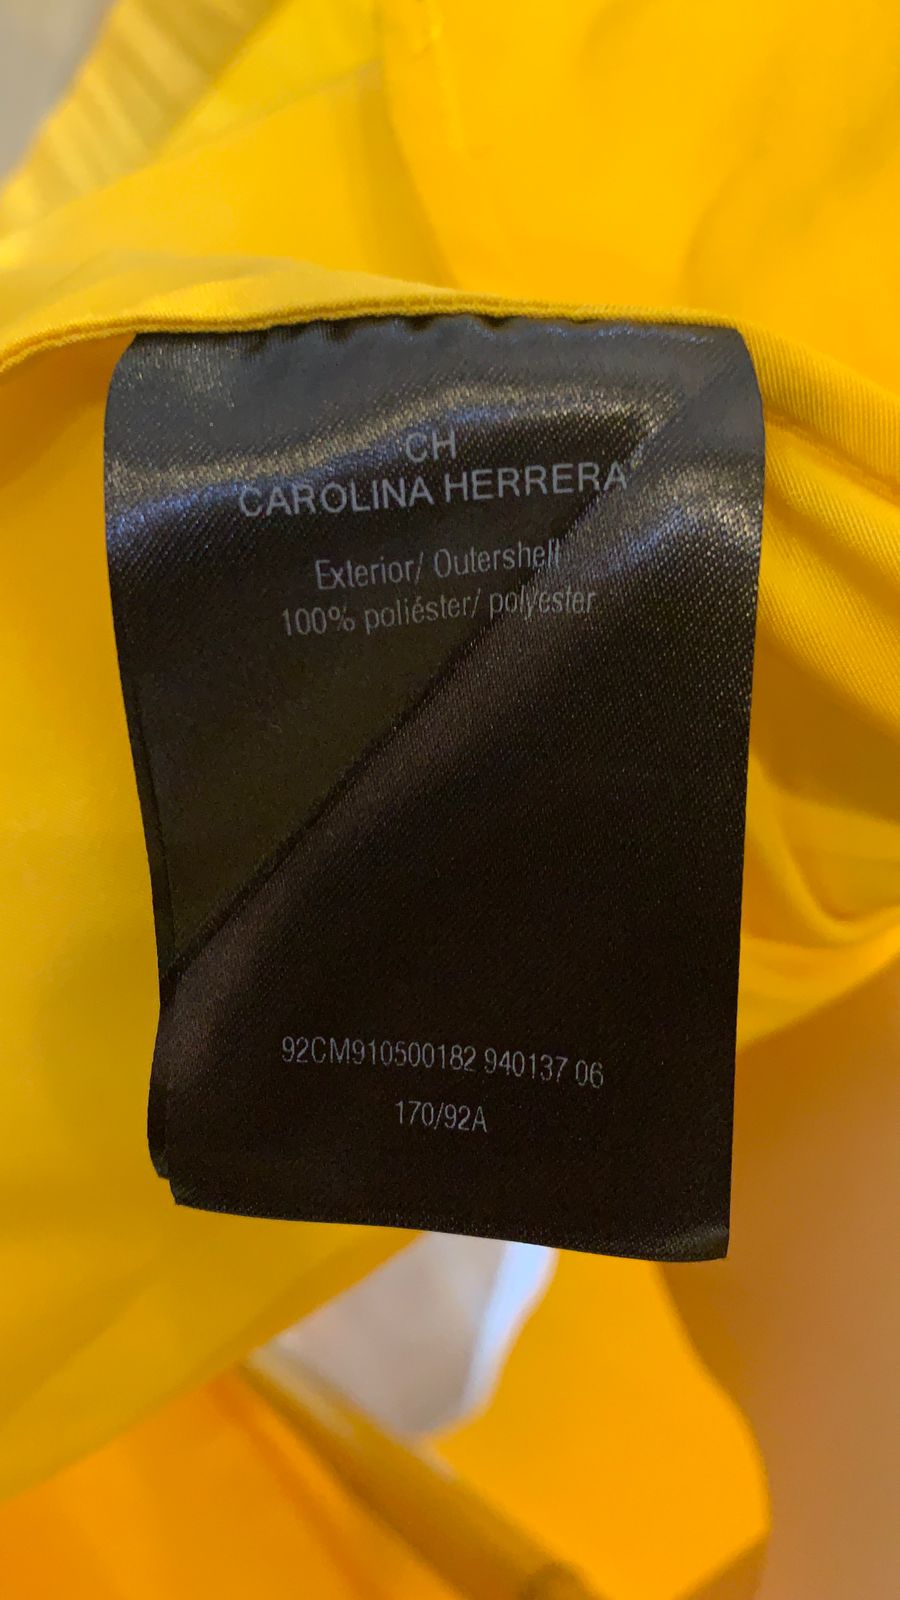 CH
CAROLINA HERRERA
Exterior/ Outershell
100% poliéster/ polyester
92CM910500182 940137 06
170/92A